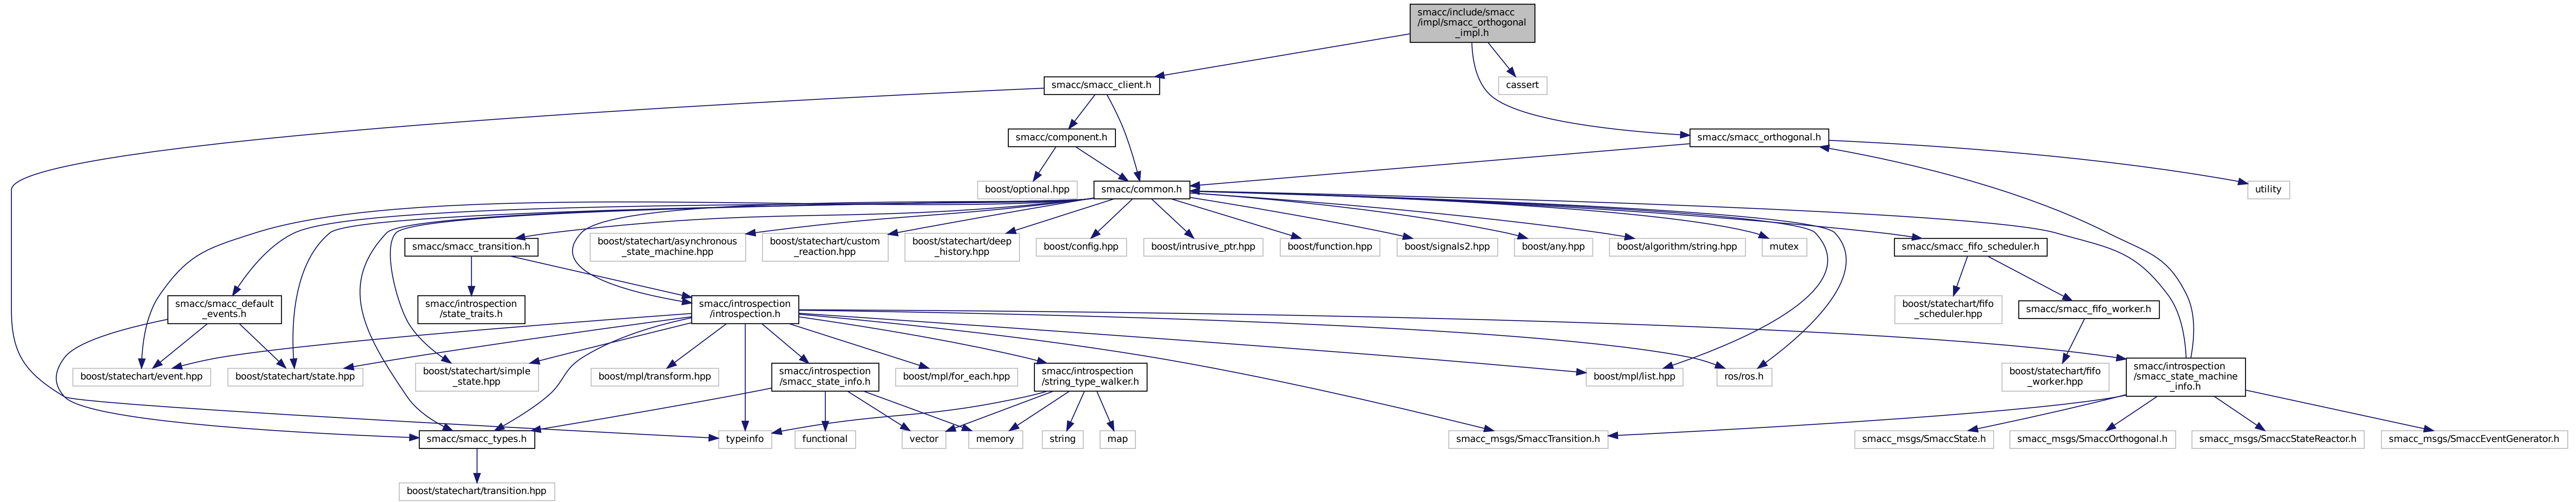 smacc/include/smacc
/impl/smacc_orthogonal
_impl.h
smacc/smacc_client.h
cassert
smacc/component.h
smacc/smacc_orthogonal.h
boost/optional.hpp
smacc/common.h
utility
smacc/smacc_transition.h
boost/statechart/asynchronous
_state_machine.hpp
boost/statechart/custom
_reaction.hpp
boost/statechart/deep
_history.hpp
boost/config.hpp
boost/intrusive_ptr.hpp
boost/function.hpp
boost/signals2.hpp
boost/any.hpp
boost/algorithm/string.hpp
mutex
smacc/smacc_fifo_scheduler.h
smacc/smacc_default
_events.h
smacc/introspection
/state_traits.h
smacc/introspection
/introspection.h
boost/statechart/fifo
_scheduler.hpp
smacc/smacc_fifo_worker.h
boost/statechart/event.hpp
boost/statechart/state.hpp
boost/statechart/simple
_state.hpp
boost/mpl/transform.hpp
smacc/introspection
/smacc_state_info.h
boost/mpl/for_each.hpp
smacc/introspection
/string_type_walker.h
boost/mpl/list.hpp
ros/ros.h
boost/statechart/fifo
_worker.hpp
smacc/introspection
/smacc_state_machine
_info.h
smacc/smacc_types.h
typeinfo
functional
vector
memory
string
map
smacc_msgs/SmaccTransition.h
smacc_msgs/SmaccState.h
smacc_msgs/SmaccOrthogonal.h
smacc_msgs/SmaccStateReactor.h
smacc_msgs/SmaccEventGenerator.h
boost/statechart/transition.hpp